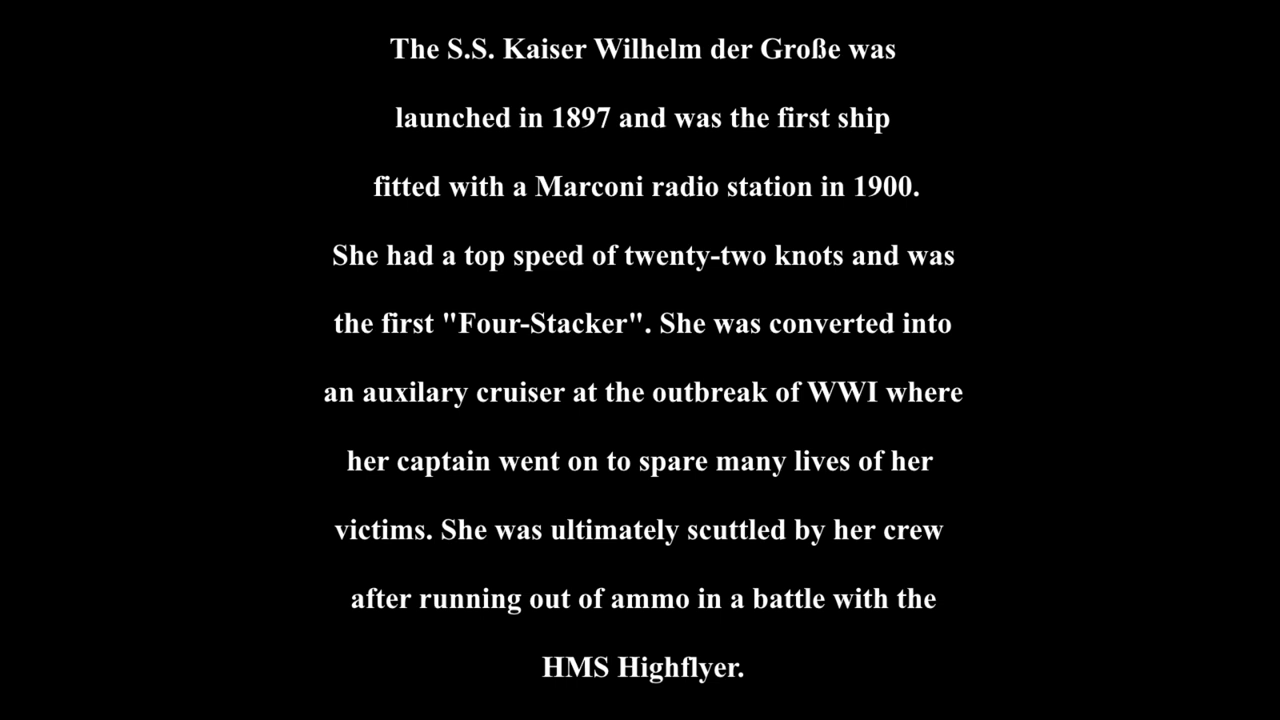 The S.S. Kaiser Wilhelm der Große was
launched in 1897 and was the first ship
fitted with a Marconi radio station in 1900.
She had a top speed of twenty-two knots and was
the first "Four-Stacker". She was converted into
an auxilary cruiser at the outbreak of WWI where
her captain went on to spare many lives of her
victims. She was ultimately scuttled by her crew
after running out of ammo in a battle with the
HMS Highflyer.